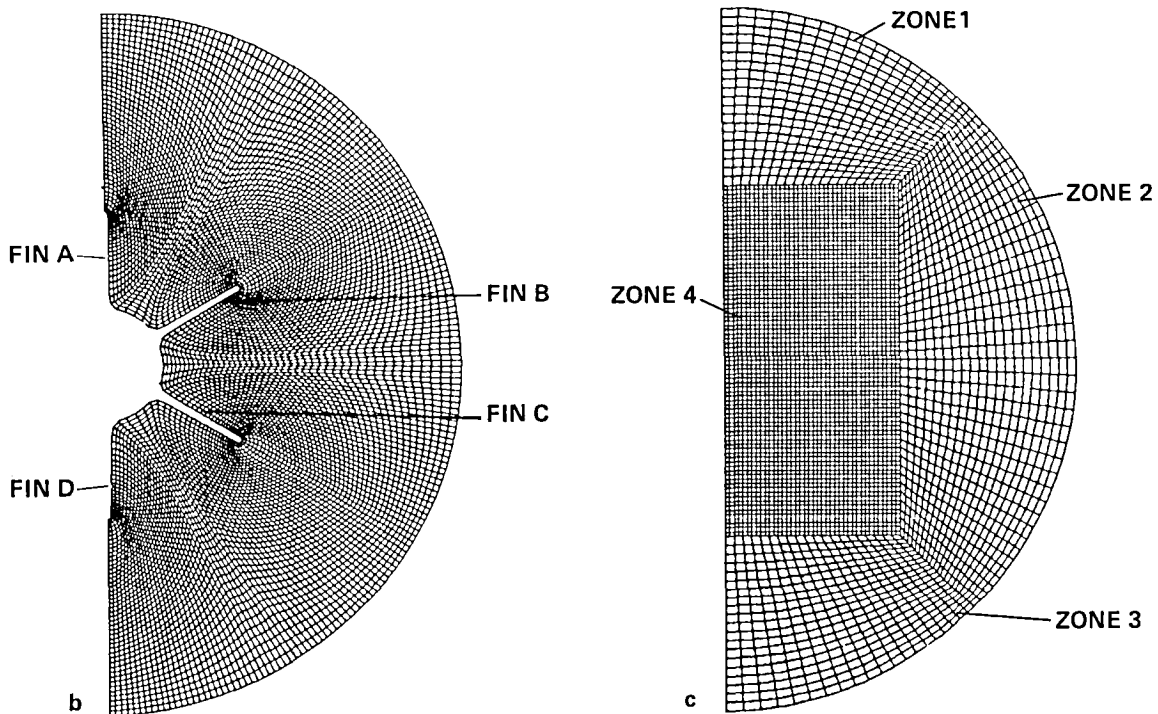 FIN A
FIN B
FIN C
FIN D
b
ZONE1
ZONE 2
ZONE 4
ZONE 3
c